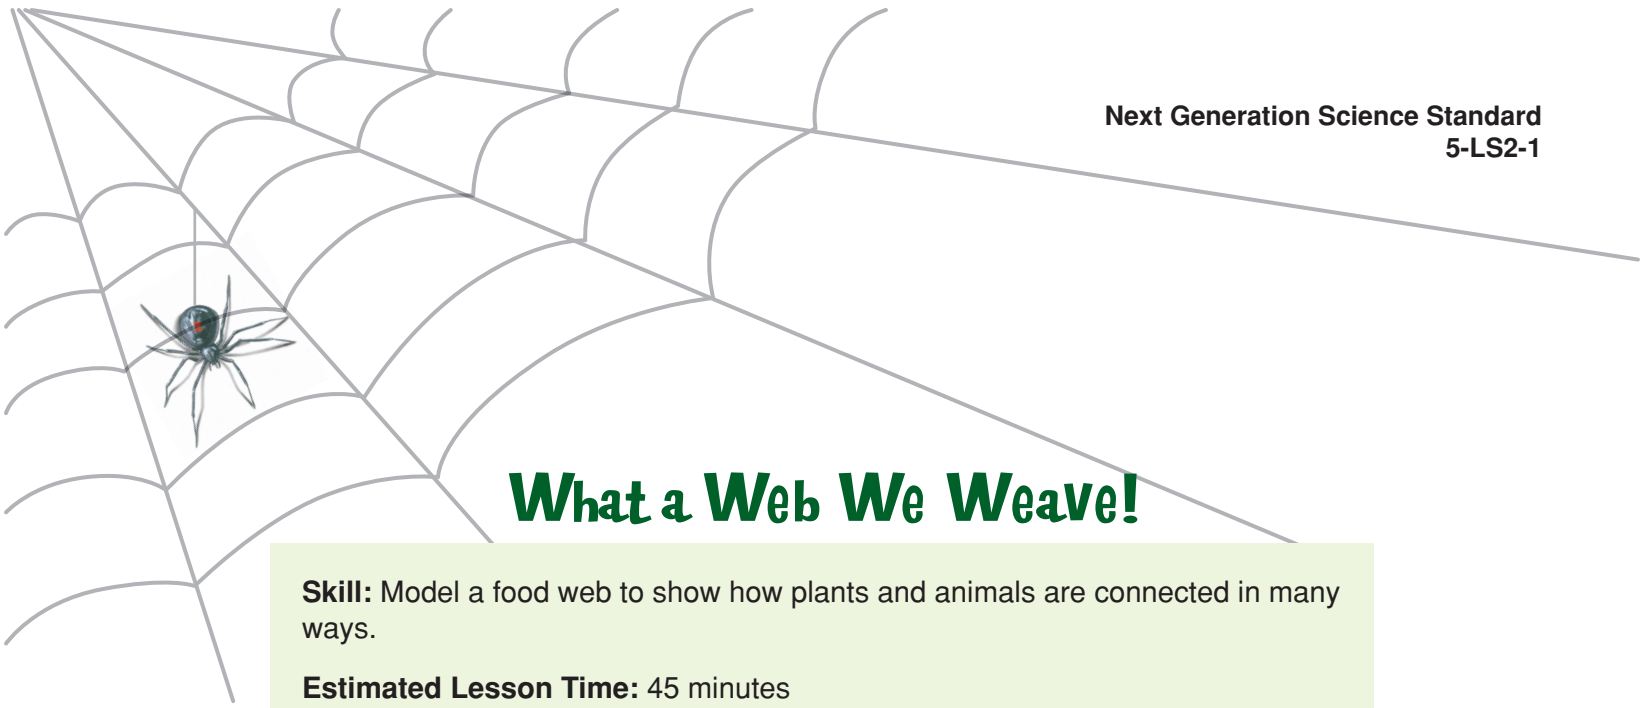 Next Generation Science Standard
5-LS2-1
What a Web We Weave!
Skill: Model a food web to show how plants and animals are connected in many
ways.
Estimated Lesson Time: 45 minutes